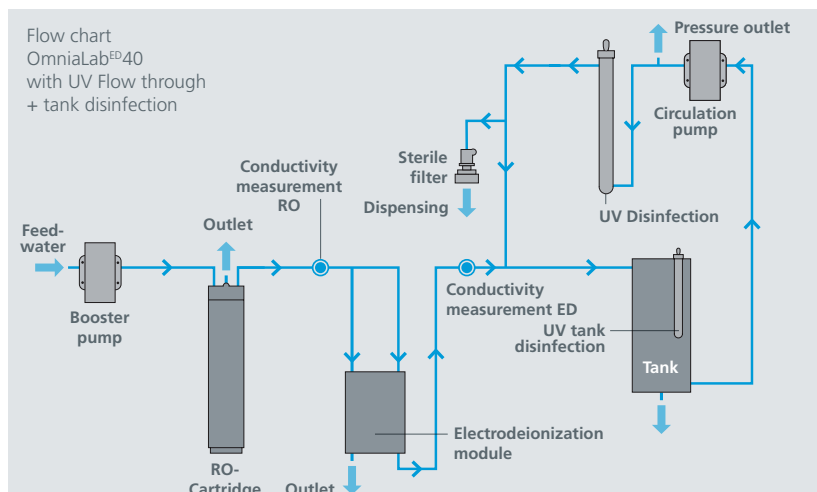 Flow chart
OmniaLabᴱᴰ40
with UV Flow through
+ tank disinfection
Pressure outlet
Circulation
pump
UV Disinfection
Sterile
filter
Dispensing
Conductivity
measurement
RO
Outlet
Feed-
water
Booster
pump
Conductivity
measurement ED
UV tank
disinfection
Tank
Electrodeionization
module
RO-
Cartridge
Outlet